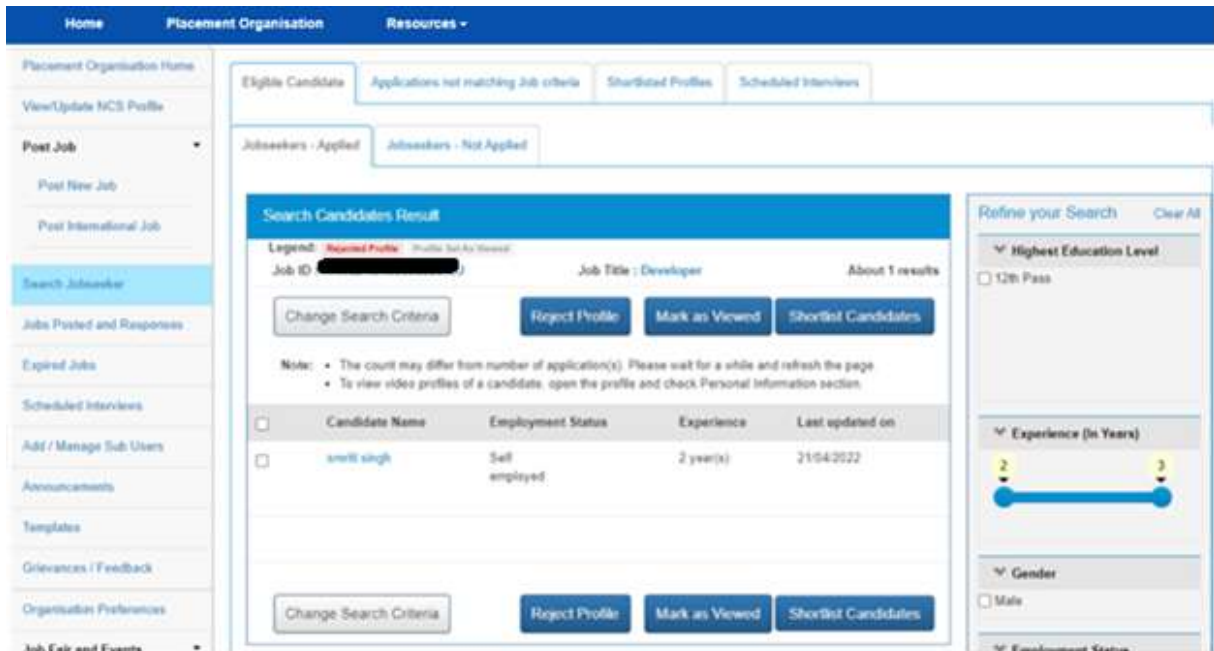 Home Placement Organisation Resources
Placement Organisation Home
View/Update NCS Profile
Post Job
Post New Job
Post International Job
Search Jobseeker
Jobs Posted and Responses
Expired Jobs
Scheduled Interviews
Add / Manage Sub Users
Announcements
Templates
Grievances / Feedback
Organisation Preferences
Job Fair and Events
Eligible Candidate Applications not matching Job criteria Shortlisted Profiles Scheduled Interviews
Jobseekers - Applied Jobseekers - Not Applied
Search Candidates Result
Legend: Rejected Profile Profile Set As Viewed
Job ID Job Title : Developer About 1 results
Change Search Criteria Reject Profile Mark as Viewed Shortlist Candidates
Note: • The count may differ from number of application(s). Please wait for a while and refresh the page
• To view video profiles of a candidate, open the profile and check Personal Information section.
Candidate Name Employment Status Experience Last updated on
smriti singh Self 2 year(s) 21/04/2022
employed
Change Search Criteria Reject Profile Mark as Viewed Shortlist Candidates
Refine your Search Clear All
Highest Education Level
12th Pass
Experience (In Years)
2 3
Gender
Male
Employment Status